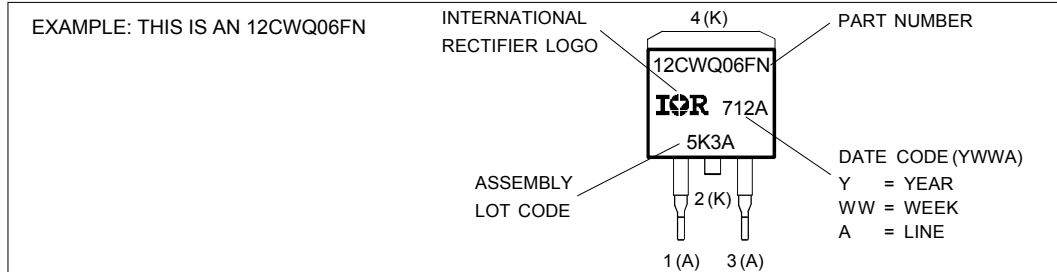 EXAMPLE: THIS IS AN 12CWQ06FN
INTERNATIONAL
RECTIFIER LOGO
4 (K)
PART NUMBER
12CWQ06FN
IOR 712A
5K3A
ASSEMBLY
LOT CODE
2 (K)
1 (A) 3 (A)
DATE CODE (YWWA)
Y = YEAR
WW = WEEK
A = LINE